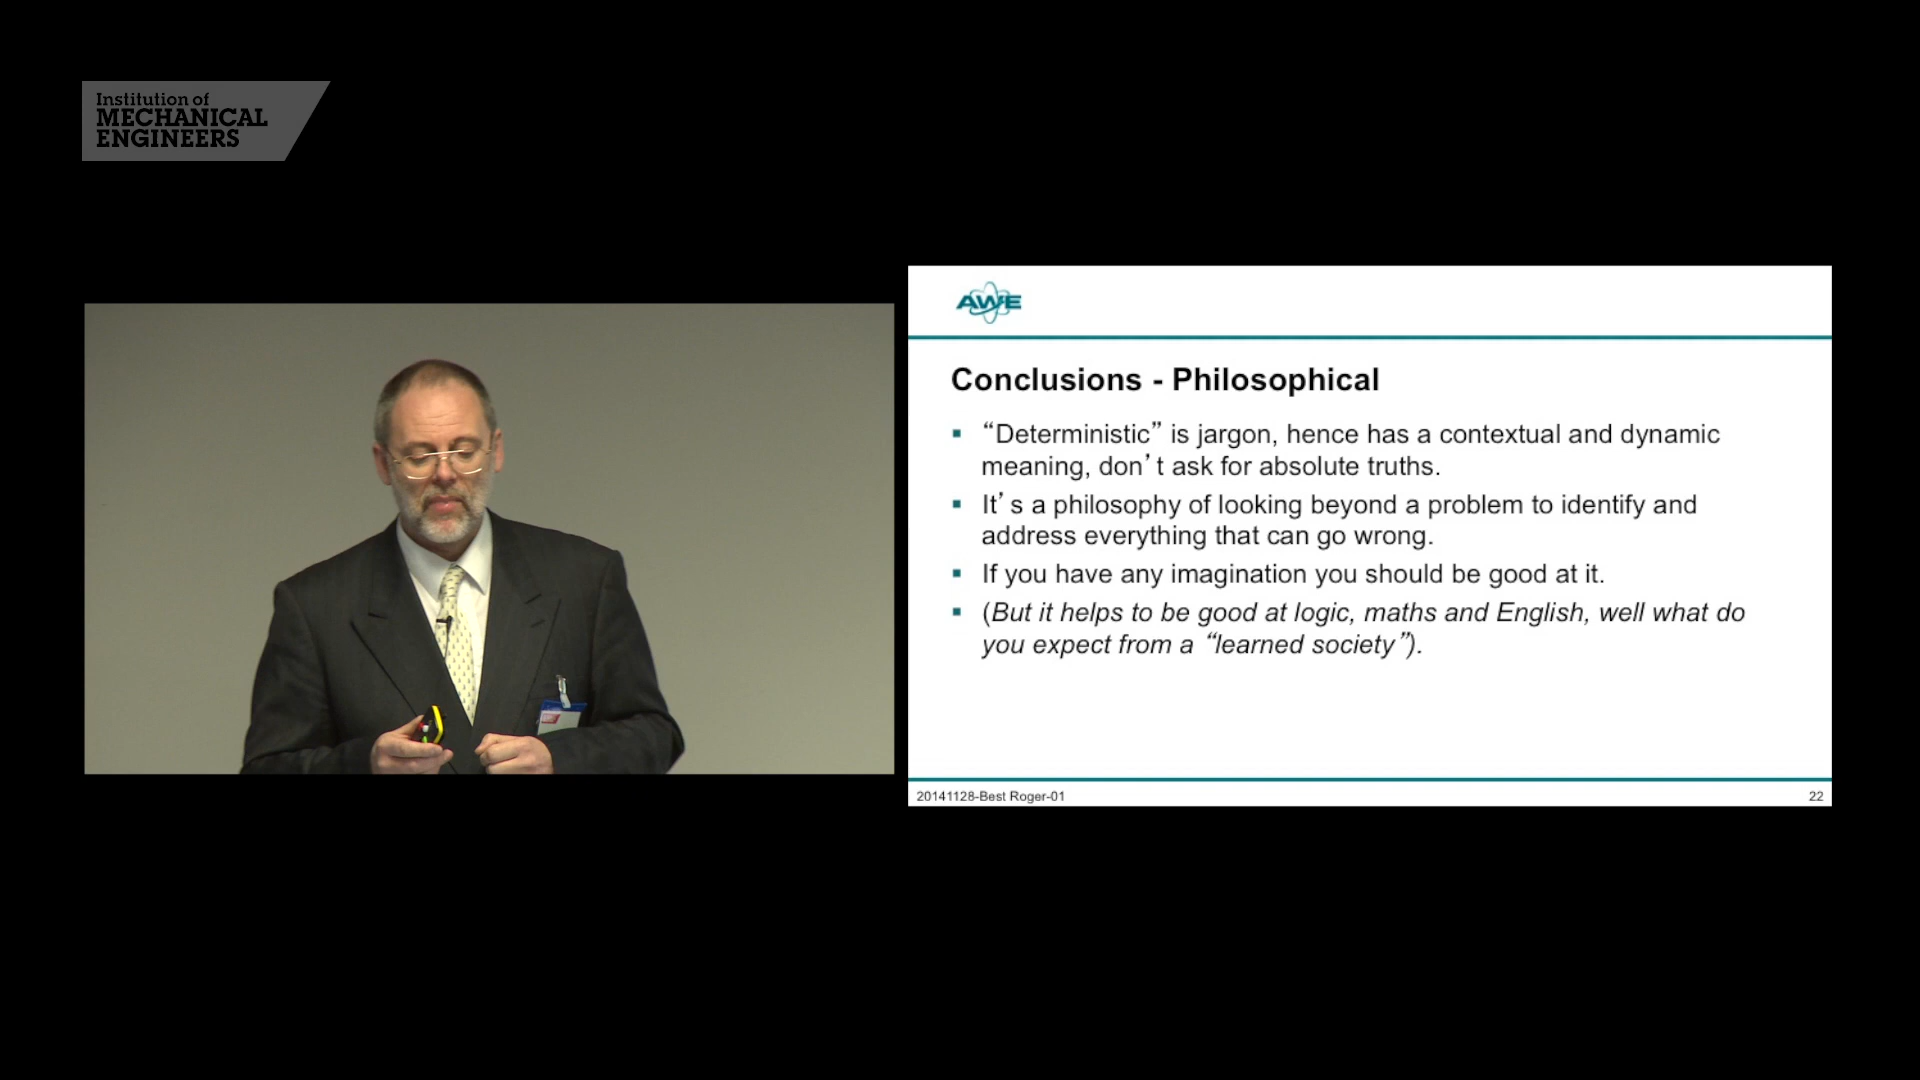 Institution of
MECHANICAL
ENGINEERS
AWE
Conclusions - Philosophical
▪ “Deterministic” is jargon, hence has a contextual and dynamic
meaning, don’t ask for absolute truths.
▪ It’s a philosophy of looking beyond a problem to identify and
address everything that can go wrong.
▪ If you have any imagination you should be good at it.
▪ (But it helps to be good at logic, maths and English, well what do
you expect from a “learned society”).
20141128-Best Roger-01
22